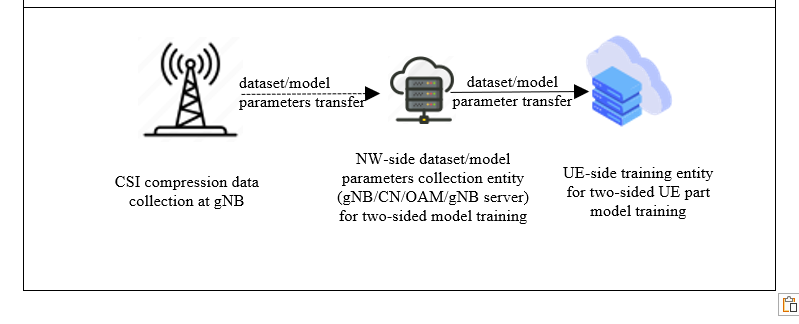 dataset/model
parameters transfer
dataset/model
parameter transfer
CSI compression data
collection at gNB
NW-side dataset/model
parameters collection entity
(gNB/CN/OAM/gNB server)
for two-sided model training
UE-side training entity
for two-sided UE part
model training